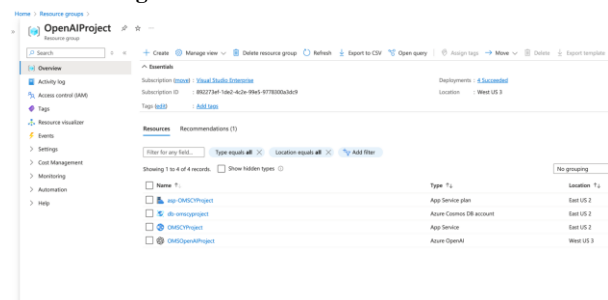 Home > Resource groups >
OpenAIProject
Resource group
Search
Create Manage view Delete resource group Refresh Export to CSV Open query Assign tags Move Delete Export template
Overview
Activity log
Access control (IAM)
Tags
Resource visualizer
Events
Settings
Cost Management
Monitoring
Automation
Help
Essentials
Subscription (move) : Visual Studio Enterprise
Deployments : 4 Succeeded
Subscription ID
Location : West US 3
Tags (edit) : Add tags
Resources Recommendations (1)
Filter for any field... Type equals all Location equals all Add filter
Showing 1 to 4 of 4 records. Show hidden types
No grouping
Name Type Location
asp-OMSCYProject App Service plan East US 2
db-omscyproject Azure Cosmos DB account East US 2
OMSCYProject App Service East US 2
OMSOpenAIProject Azure OpenAI West US 3